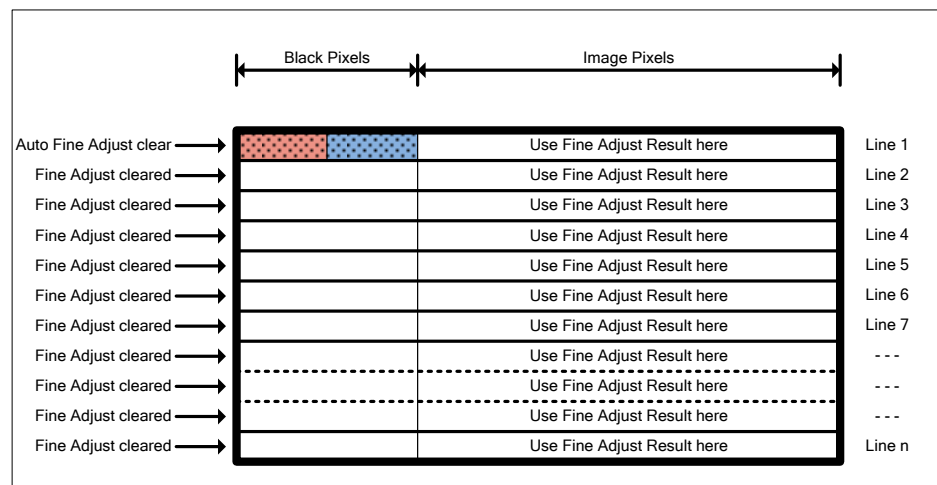 Black Pixels Image Pixels
Auto Fine Adjust clear Use Fine Adjust Result here Line 1
Fine Adjust cleared Use Fine Adjust Result here Line 2
Fine Adjust cleared Use Fine Adjust Result here Line 3
Fine Adjust cleared Use Fine Adjust Result here Line 4
Fine Adjust cleared Use Fine Adjust Result here Line 5
Fine Adjust cleared Use Fine Adjust Result here Line 6
Fine Adjust cleared Use Fine Adjust Result here Line 7
Fine Adjust cleared Use Fine Adjust Result here - - -
Fine Adjust cleared Use Fine Adjust Result here - - -
Fine Adjust cleared Use Fine Adjust Result here - - -
Fine Adjust cleared Use Fine Adjust Result here Line n